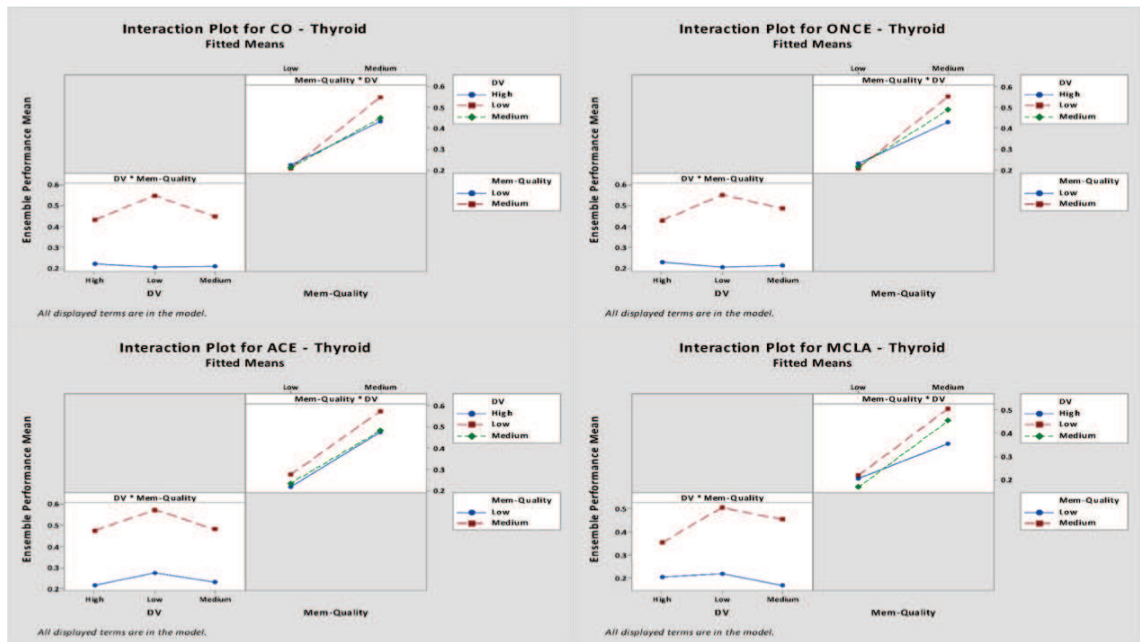 Interaction Plot for CO - Thyroid
Fitted Means
Low Medium
Mem-Quality * DV
0.6
0.5
0.4
0.3
0.2
DV
High
Low
Medium
Ensemble Performance Mean
DV * Mem-Quality
0.6
0.5
0.4
0.3
0.2
Mem-Quality
Low
Medium
High Low Medium
DV Mem-Quality
All displayed terms are in the model.
Interaction Plot for ONCE - Thyroid
Fitted Means
Low Medium
Mem-Quality * DV
0.6
0.5
0.4
0.3
0.2
DV
High
Low
Medium
Ensemble Performance Mean
DV * Mem-Quality
0.6
0.5
0.4
0.3
0.2
Mem-Quality
Low
Medium
High Low Medium
DV Mem-Quality
All displayed terms are in the model.
Interaction Plot for ACE - Thyroid
Fitted Means
Low Medium
Mem-Quality * DV
0.6
0.5
0.4
0.3
0.2
DV
High
Low
Medium
Ensemble Performance Mean
DV * Mem-Quality
0.6
0.5
0.4
0.3
0.2
Mem-Quality
Low
Medium
High Low Medium
DV Mem-Quality
All displayed terms are in the model.
Interaction Plot for MCLA - Thyroid
Fitted Means
Low Medium
Mem-Quality * DV
0.5
0.4
0.3
0.2
DV
High
Low
Medium
Ensemble Performance Mean
DV * Mem-Quality
0.5
0.4
0.3
0.2
Mem-Quality
Low
Medium
High Low Medium
DV Mem-Quality
All displayed terms are in the model.